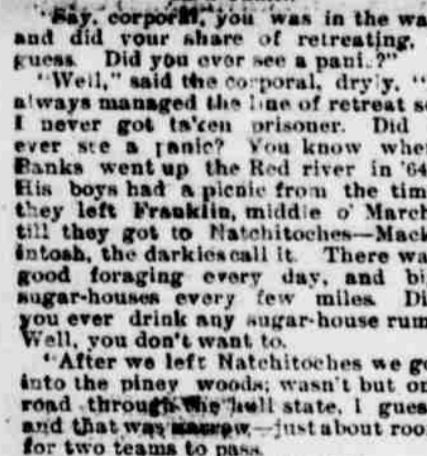 "Say, corporal, you was in the wa
and did your share of retreating,
guess. Did you ever see a pani.?"
"Well," said the co-poral, dryly, "
always managed the line of retreat s
I never got taken prisoner. Did
ever see a panic? You know whe
Banks went up the Red river in '64
His boys had a picnic from the tim
they left Franklin, middle o' March
till they got to Natchitoches—Mack
intosh, the darkies call it. There wa
good foraging every day, and bi
sugar-houses every few miles. Di
you ever drink any sugar-house rum
Well, you don't want to.
"After we left Natchitoches we go
into the piney woods; wasn't but on
road through the hull state, I gues
and that was narrow—just about roo
for two teams to pass.